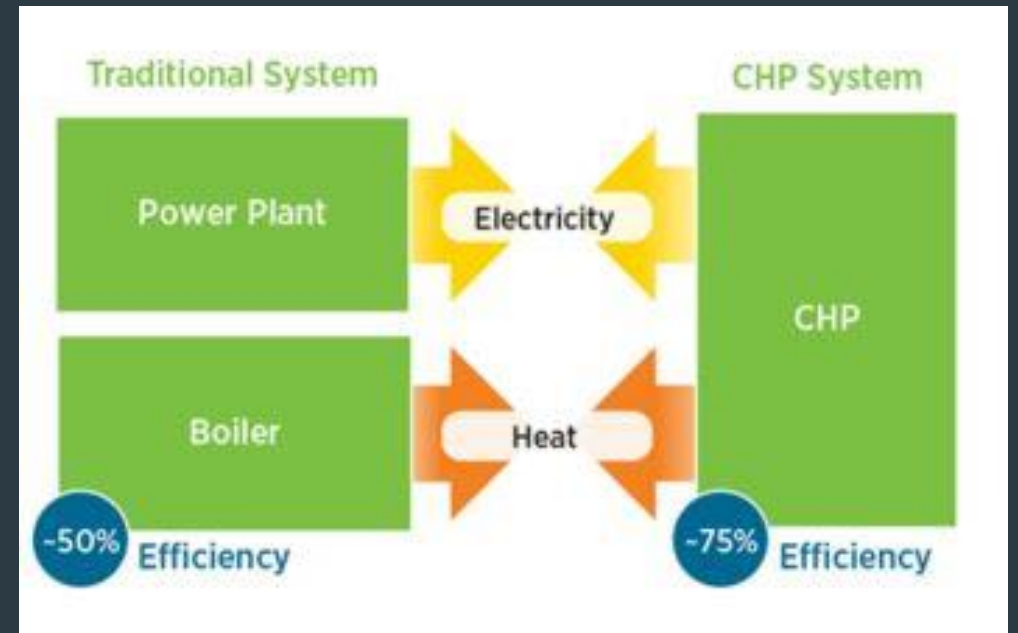 Traditional System
CHP System
Power Plant
Electricity
CHP
Boiler
Heat
~50%
Efficiency
~75%
Efficiency